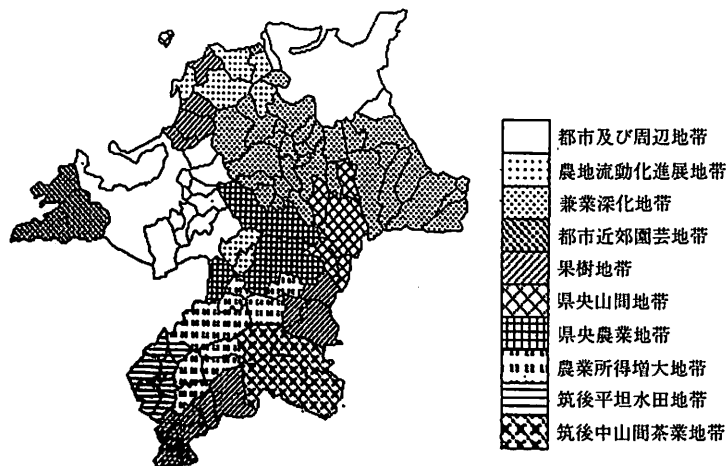 都市及び周辺地帯
農地流動化進展地帯
兼業深化地帯
都市近郊園芸地帯
果樹地帯
県央山間地帯
県央農業地帯
農業所得増大地帯
筑後平坦水田地帯
筑後中山間茶業地帯